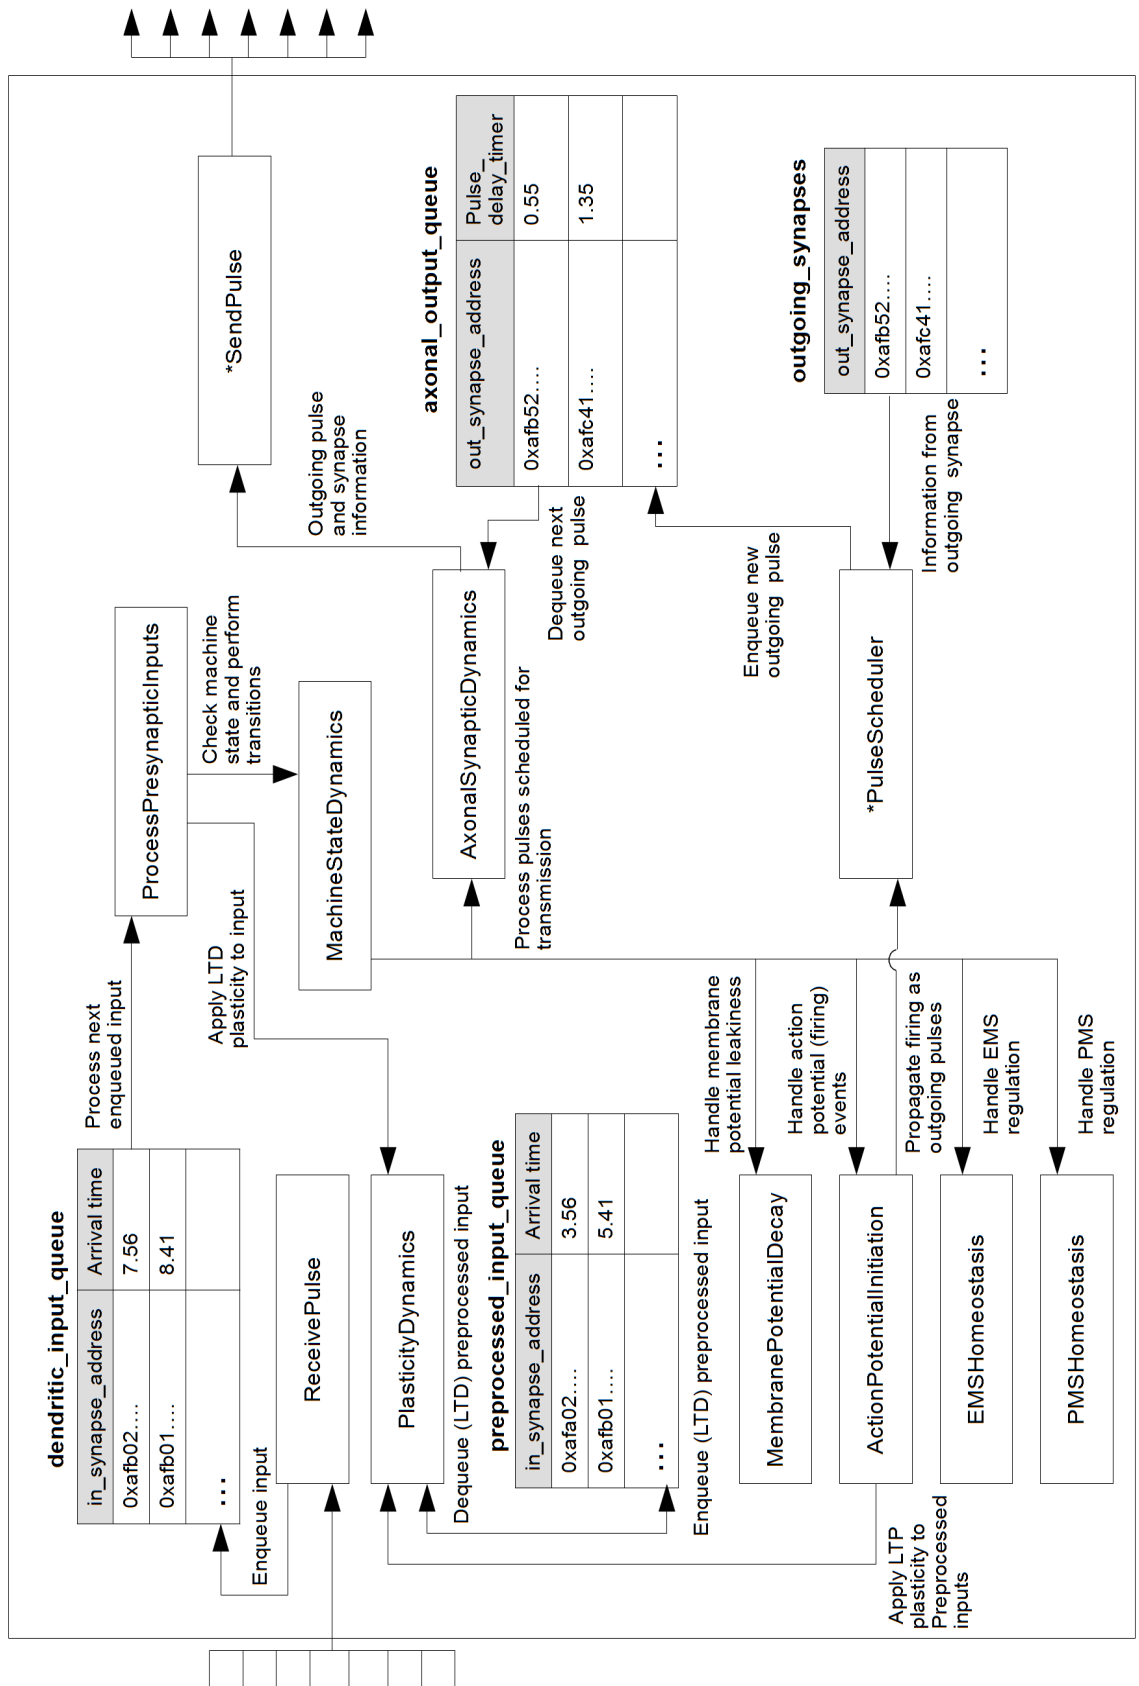 dendritic_input_queue
in_synapse_address Arrival time
0xafb02.... 7.56
0xafb01.... 8.41
...
Enqueue input
Process next
enqueued input
ReceivePulse
ProcessPresynapticInputs
Apply LTD
plasticity to input
Check machine
state and perform
transitions
MachineStateDynamics
PlasticityDynamics
Dequeue (LTD) preprocessed input
preprocessed_input_queue
in_synapse_address Arrival time
0xafa02.... 3.56
0xafb01.... 5.41
...
Enqueue (LTD) preprocessed input
*SendPulse
Outgoing pulse
and synapse
information
AxonalSynapticDynamics
Process pulses scheduled for
transmission
axonal_output_queue
out_synapse_address Pulse_
delay_timer
0xafb52.... 0.55
0xafc41.... 1.35
...
Dequeue next
outgoing pulse
Enqueue new
outgoing pulse
Handle membrane
potential leakiness
MembranePotentialDecay
Handle action
potential (firing)
events
ActionPotentialInitiation
Apply LTP
plasticity to
Preprocessed
inputs
Propagate firing as
outgoing pulses
*PulseScheduler
outgoing_synapses
out_synapse_address
0xafb52....
0xafc41....
...
Information from
outgoing synapse
Handle EMS
regulation
EMSHomeostasis
Handle PMS
regulation
PMSHomeostasis